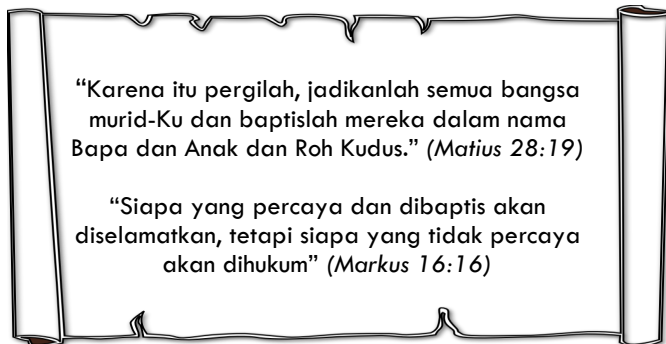 “Karena itu pergilah, jadikanlah semua bangsa
murid-Ku dan baptislah mereka dalam nama
Bapa dan Anak dan Roh Kudus.” (Matius 28:19)
“Siapa yang percaya dan dibaptis akan
diselamatkan, tetapi siapa yang tidak percaya
akan dihukum” (Markus 16:16)